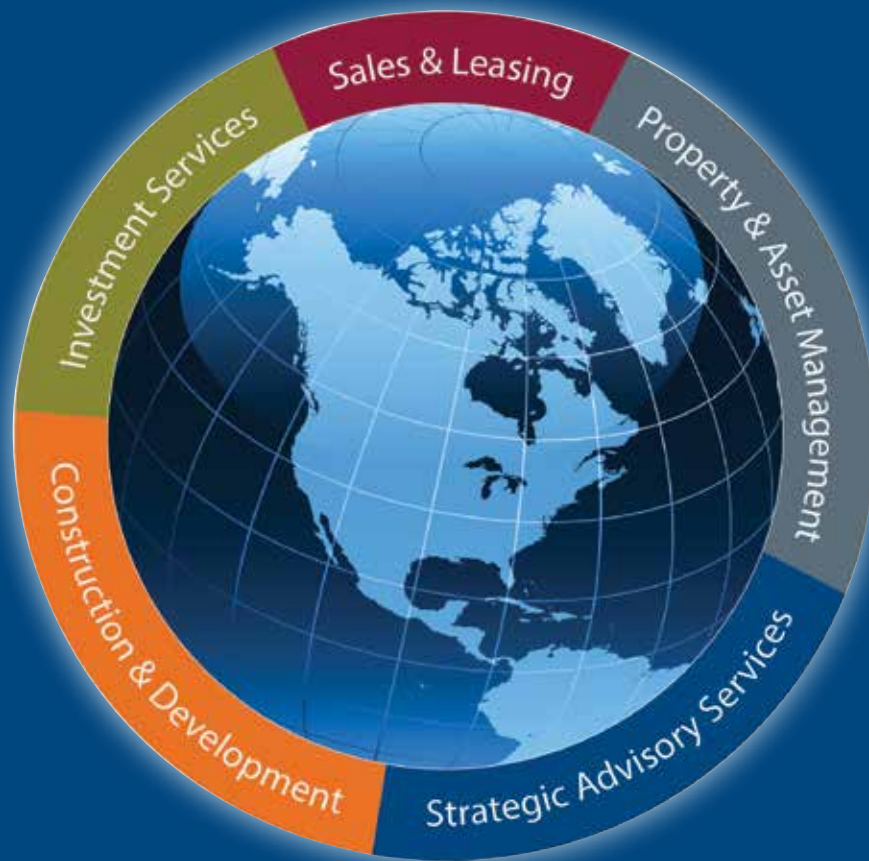 Sales & Leasing
Property & Asset Management
Strategic Advisory Services
Construction & Development
Investment Services